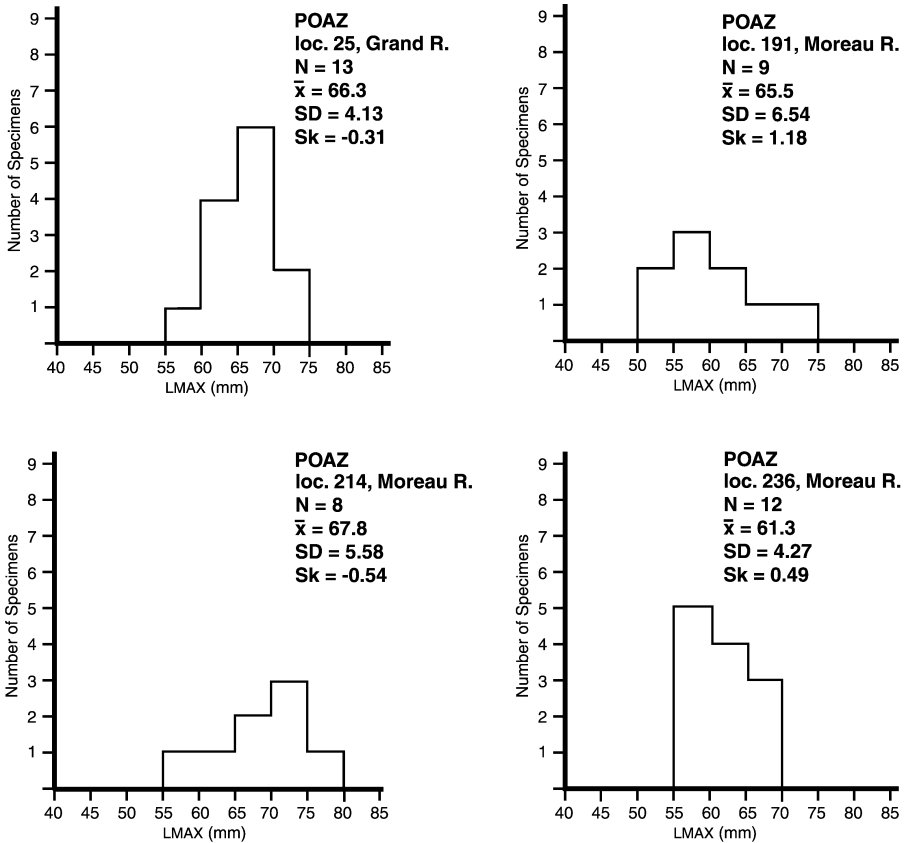 POAZ
loc. 25, Grand R.
N = 13
x̄ = 66.3
SD = 4.13
Sk = -0.31
Number of Specimens
9
8
7
6
5
4
3
2
1
40 45 50 55 60 65 70 75 80 85
LMAX (mm)
POAZ
loc. 191, Moreau R.
N = 9
x̄ = 65.5
SD = 6.54
Sk = 1.18
Number of Specimens
9
8
7
6
5
4
3
2
1
40 45 50 55 60 65 70 75 80 85
LMAX (mm)
POAZ
loc. 214, Moreau R.
N = 8
x̄ = 67.8
SD = 5.58
Sk = -0.54
Number of Specimens
9
8
7
6
5
4
3
2
1
40 45 50 55 60 65 70 75 80 85
LMAX (mm)
POAZ
loc. 236, Moreau R.
N = 12
x̄ = 61.3
SD = 4.27
Sk = 0.49
Number of Specimens
9
8
7
6
5
4
3
2
1
40 45 50 55 60 65 70 75 80 85
LMAX (mm)